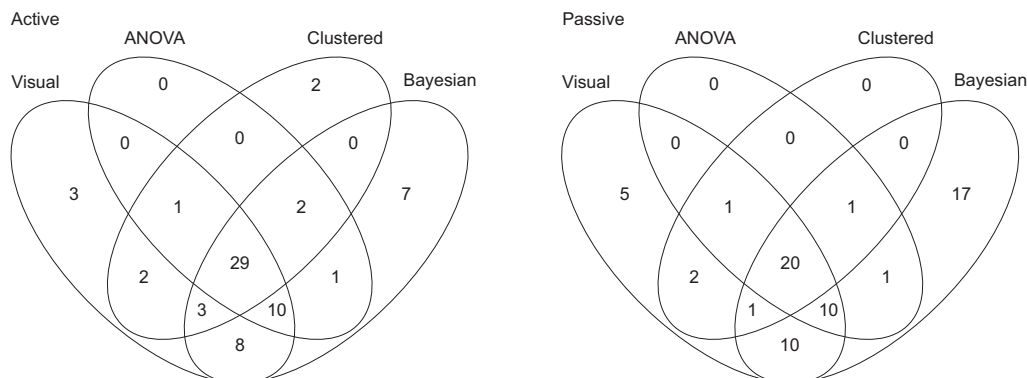 Active
ANOVA Clustered
Visual Bayesian
0 2
0 0 0
3 1 2 7
2 29 1
3 10
8
Passive
ANOVA Clustered
Visual Bayesian
0 0
0 0 0
5 1 1 17
2 20 1
1 10
10